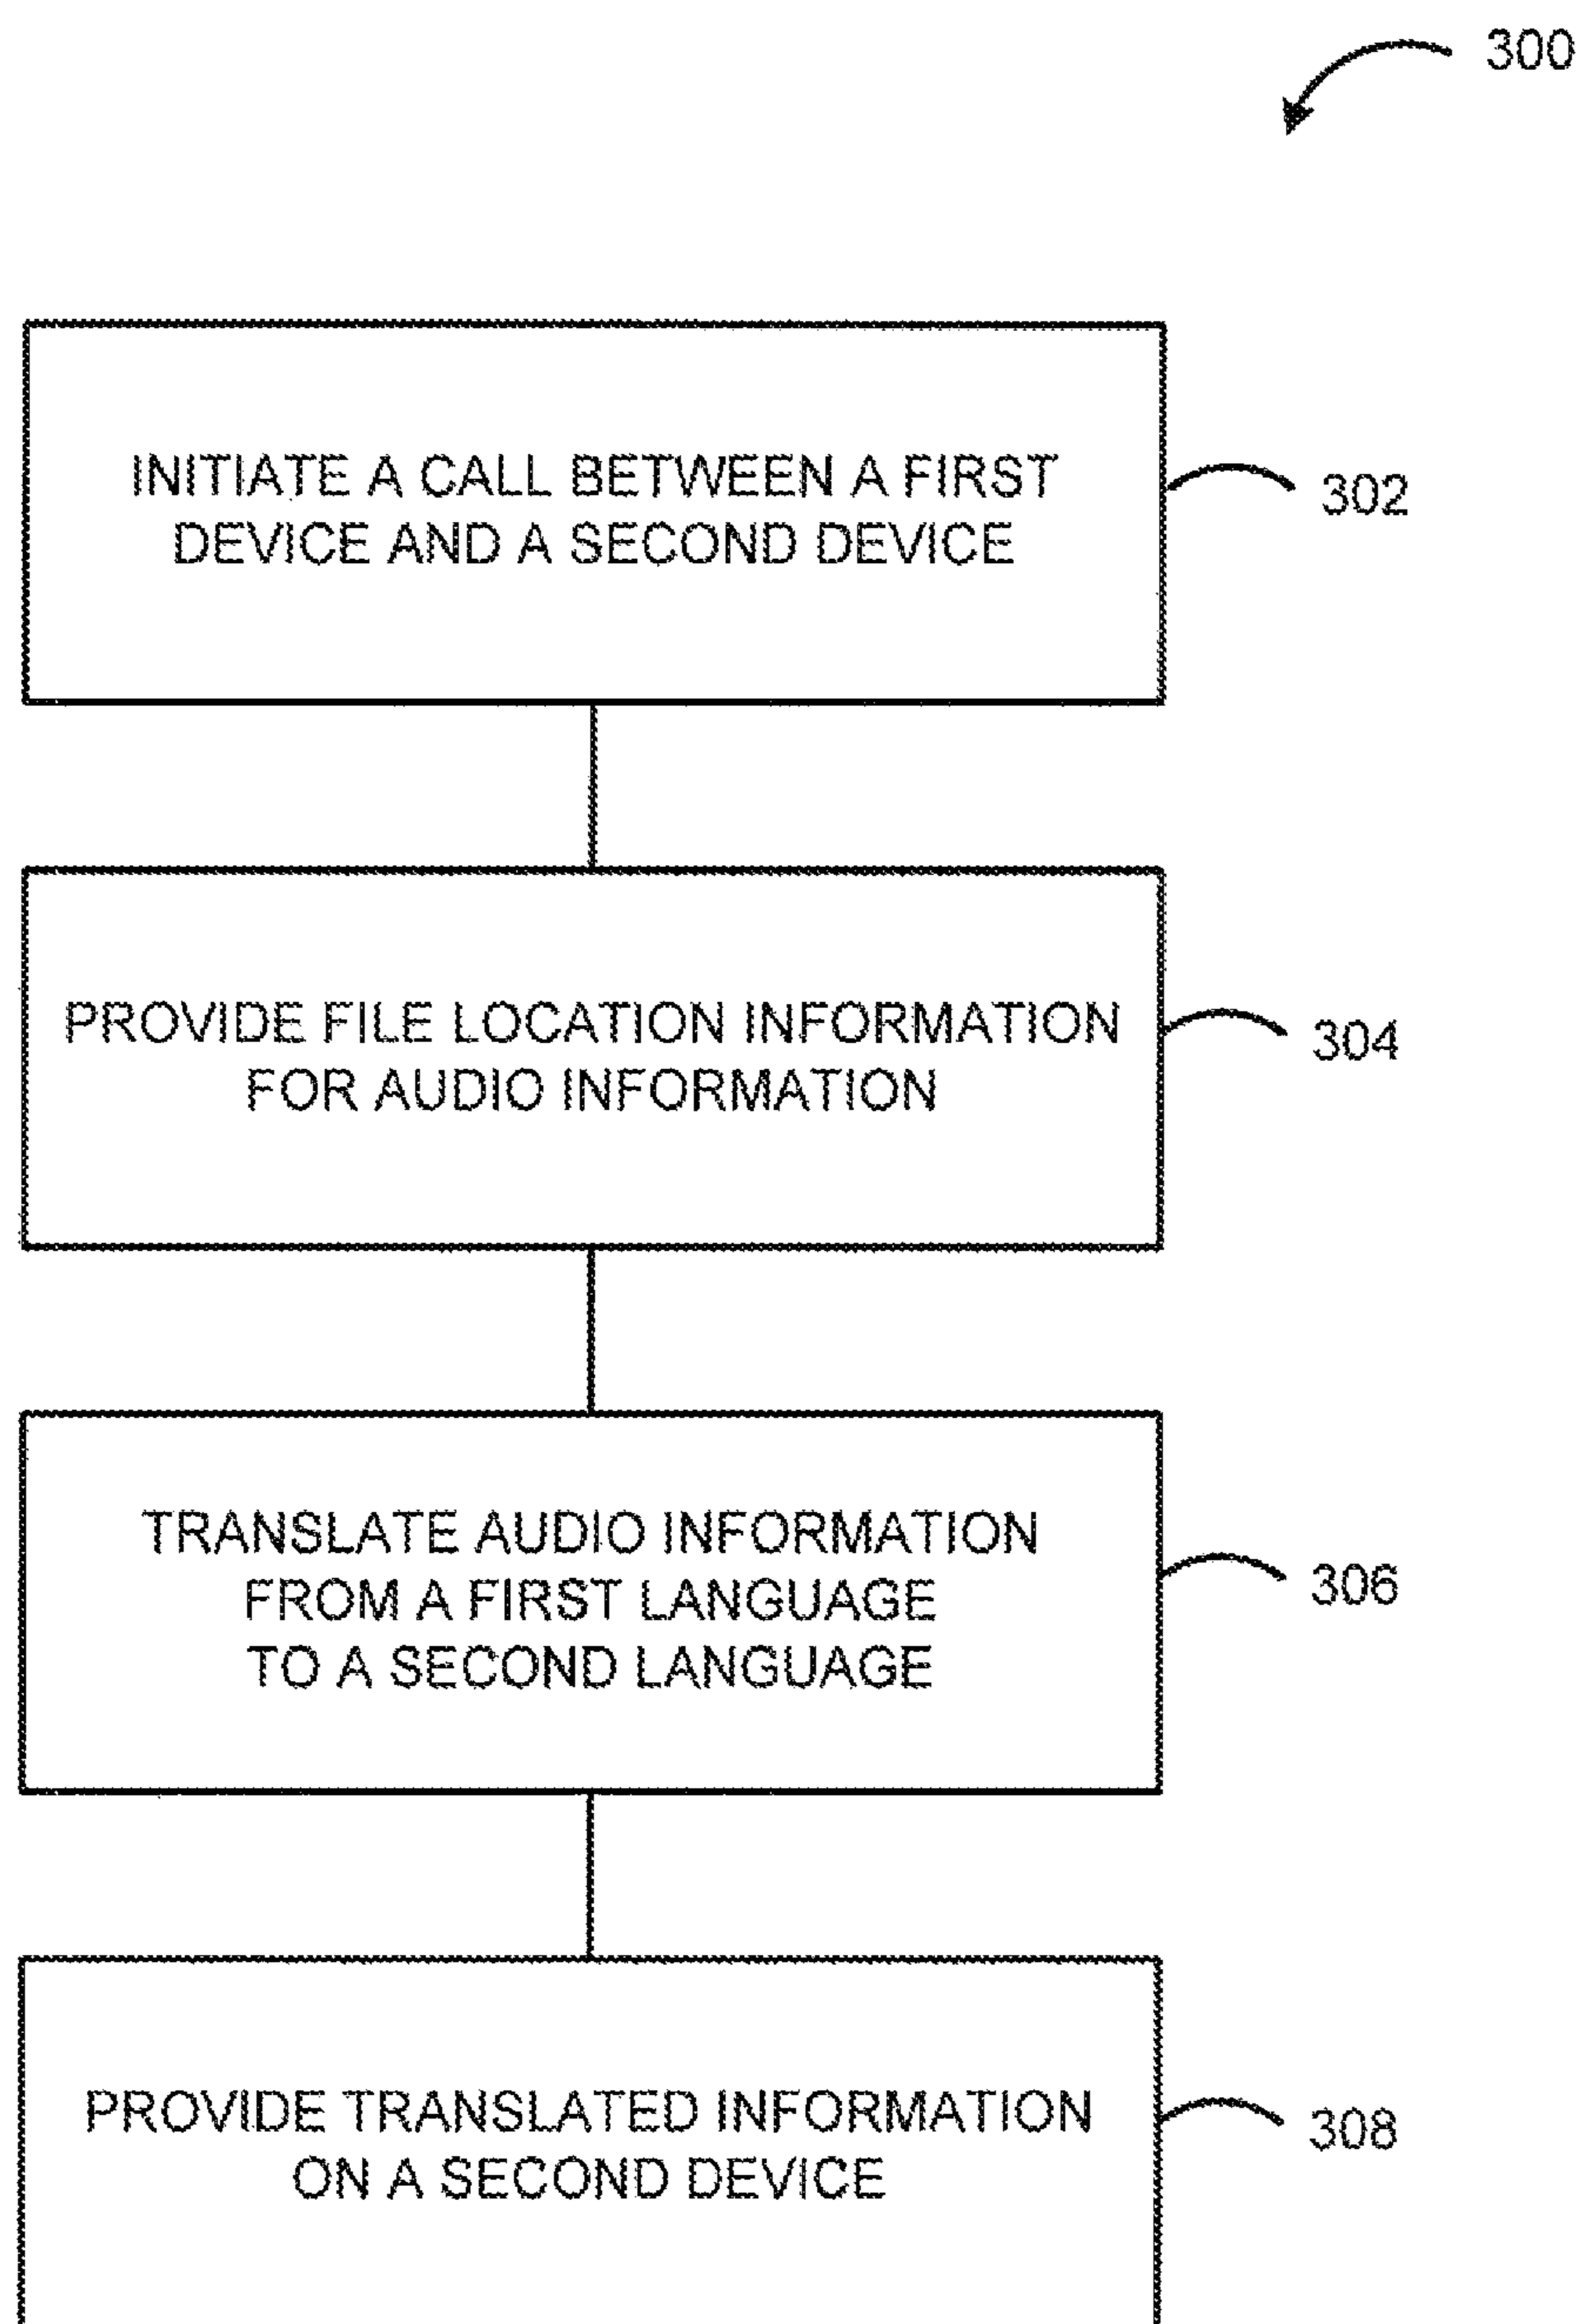 300
INITIATE A CALL BETWEEN A FIRST
DEVICE AND A SECOND DEVICE
302
PROVIDE FILE LOCATION INFORMATION
FOR AUDIO INFORMATION
304
TRANSLATE AUDIO INFORMATION
FROM A FIRST LANGUAGE
TO A SECOND LANGUAGE
306
PROVIDE TRANSLATED INFORMATION
ON A SECOND DEVICE
308